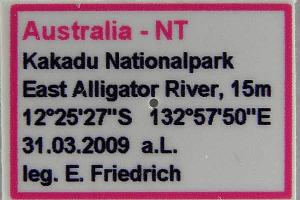 Australia - NT
Kakadu Nationalpark
East Alligator River, 15m
12°25'27"S 132°57'50"E
31.03.2009 a.L.
leg. E. Friedrich